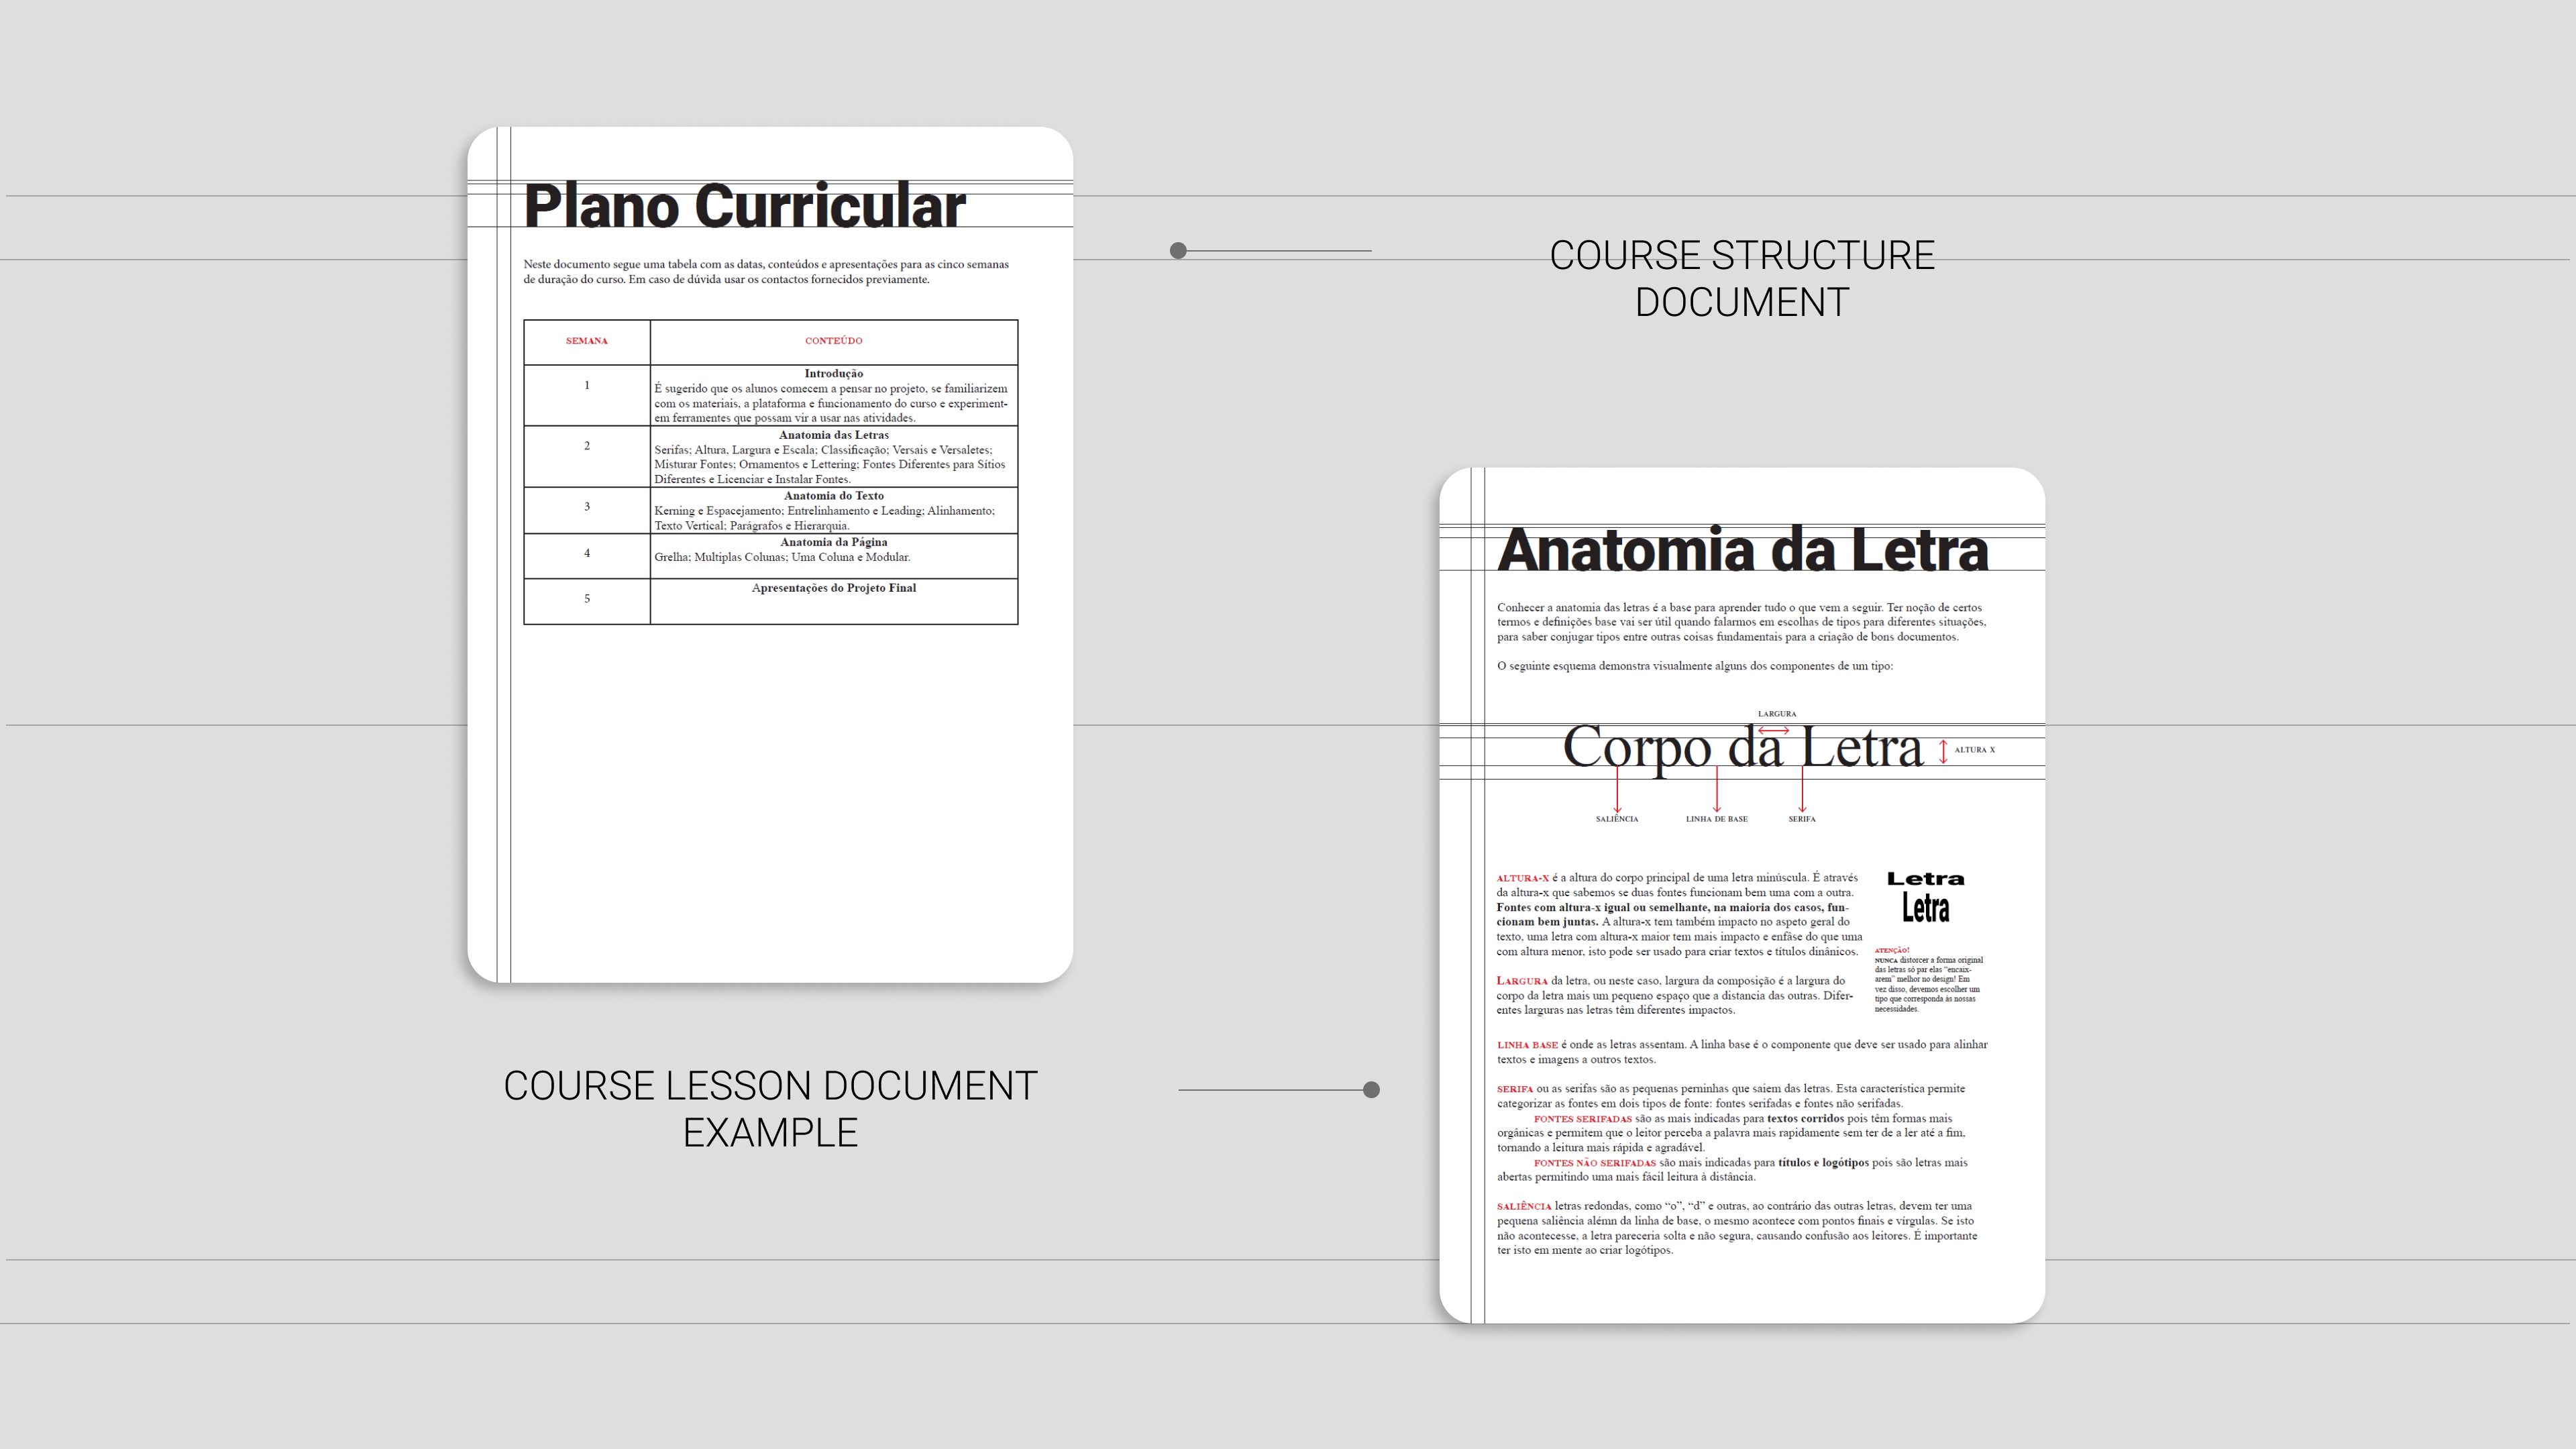 Plano Curricular
Neste documento segue uma tabela com as datas, conteúdos e apresentações para as cinco semanas
de duração do curso. Em caso de dúvida usar os contactos fornecidos previamente.
SEMANA
CONTEÚDO
1
Introdução
É sugerido que os alunos comecem a pensar no projeto, se familiarizem
com os materiais, a plataforma e funcionamento do curso e experiment-
em ferramentes que possam vir a usar nas atividades.
2
Anatomia das Letras
Serifas; Altura, Largura e Escala; Classificação; Versais e Versaletes;
Misturar Fontes; Ornamentos e Lettering; Fontes Diferentes para Sítios
Diferentes e Licenciar e Instalar Fontes.
3
Anatomia do Texto
Kerning e Espacejamento; Entrelinhamento e Leading; Alinhamento;
Texto Vertical; Parágrafos e Hierarquia.
4
Anatomia da Página
Grelha; Multiplas Colunas; Uma Coluna e Modular.
5
Apresentações do Projeto Final
COURSE STRUCTURE
DOCUMENT
COURSE LESSON DOCUMENT
EXAMPLE
Anatomia da Letra
Conhecer a anatomia das letras é a base para aprender tudo o que vem a seguir. Ter noção de certos
termos e definições base vai ser útil quando falarmos em escolhas de tipos para diferentes situações,
para saber conjugar tipos entre outras coisas fundamentais para a criação de bons documentos.
O seguinte esquema demonstra visualmente alguns dos componentes de um tipo:
LARGURA
Corpo da Letra
ALTURA X
SALIÊNCIA
LINHA DE BASE
SERIFA
ALTURA-X é a altura do corpo principal de uma letra minúscula. É através
da altura-x que sabemos se duas fontes funcionam bem uma com a outra.
Fontes com altura-x igual ou semelhante, na maioria dos casos, fun-
cionam bem juntas. A altura-x tem também impacto no aspeto geral do
texto, uma letra com altura-x maior tem mais impacto e enfâse do que uma
com altura menor, isto pode ser usado para criar textos e títulos dinânicos.
LARGURA da letra, ou neste caso, largura da composição é a largura do
corpo da letra mais um pequeno espaço que a distancia das outras. Difer-
entes larguras nas letras têm diferentes impactos.
Letra
Letra
ATENÇÃO!
NUNCA distorcer a forma original
das letras só par elas "encaix-
arem" melhor no design! Em
vez disso, devemos escolher um
tipo que corresponda às nossas
necessidades.
LINHA BASE é onde as letras assentam. A linha base é o componente que deve ser usado para alinhar
textos e imagens a outros textos.
SERIFA ou as serifas são as pequenas perninhas que saiem das letras. Esta característica permite
categorizar as fontes em dois tipos de fonte: fontes serifadas e fontes não serifadas.
FONTES SERIFADAS são as mais indicadas para textos corridos pois têm formas mais
orgânicas e permitem que o leitor perceba a palavra mais rapidamente sem ter de a ler até a fim,
tornando a leitura mais rápida e agradável.
FONTES NÃO SERIFADAS são mais indicadas para títulos e logótipos pois são letras mais
abertas permitindo uma mais fácil leitura à distância.
SALIÊNCIA letras redondas, como “o”, “d” e outras, ao contrário das outras letras, devem ter uma
pequena saliência alémn da linha de base, o mesmo acontece com pontos finais e vírgulas. Se isto
não acontecesse, a letra pareceria solta e não segura, causando confusão aos leitores. É importante
ter isto em mente ao criar logótipos.